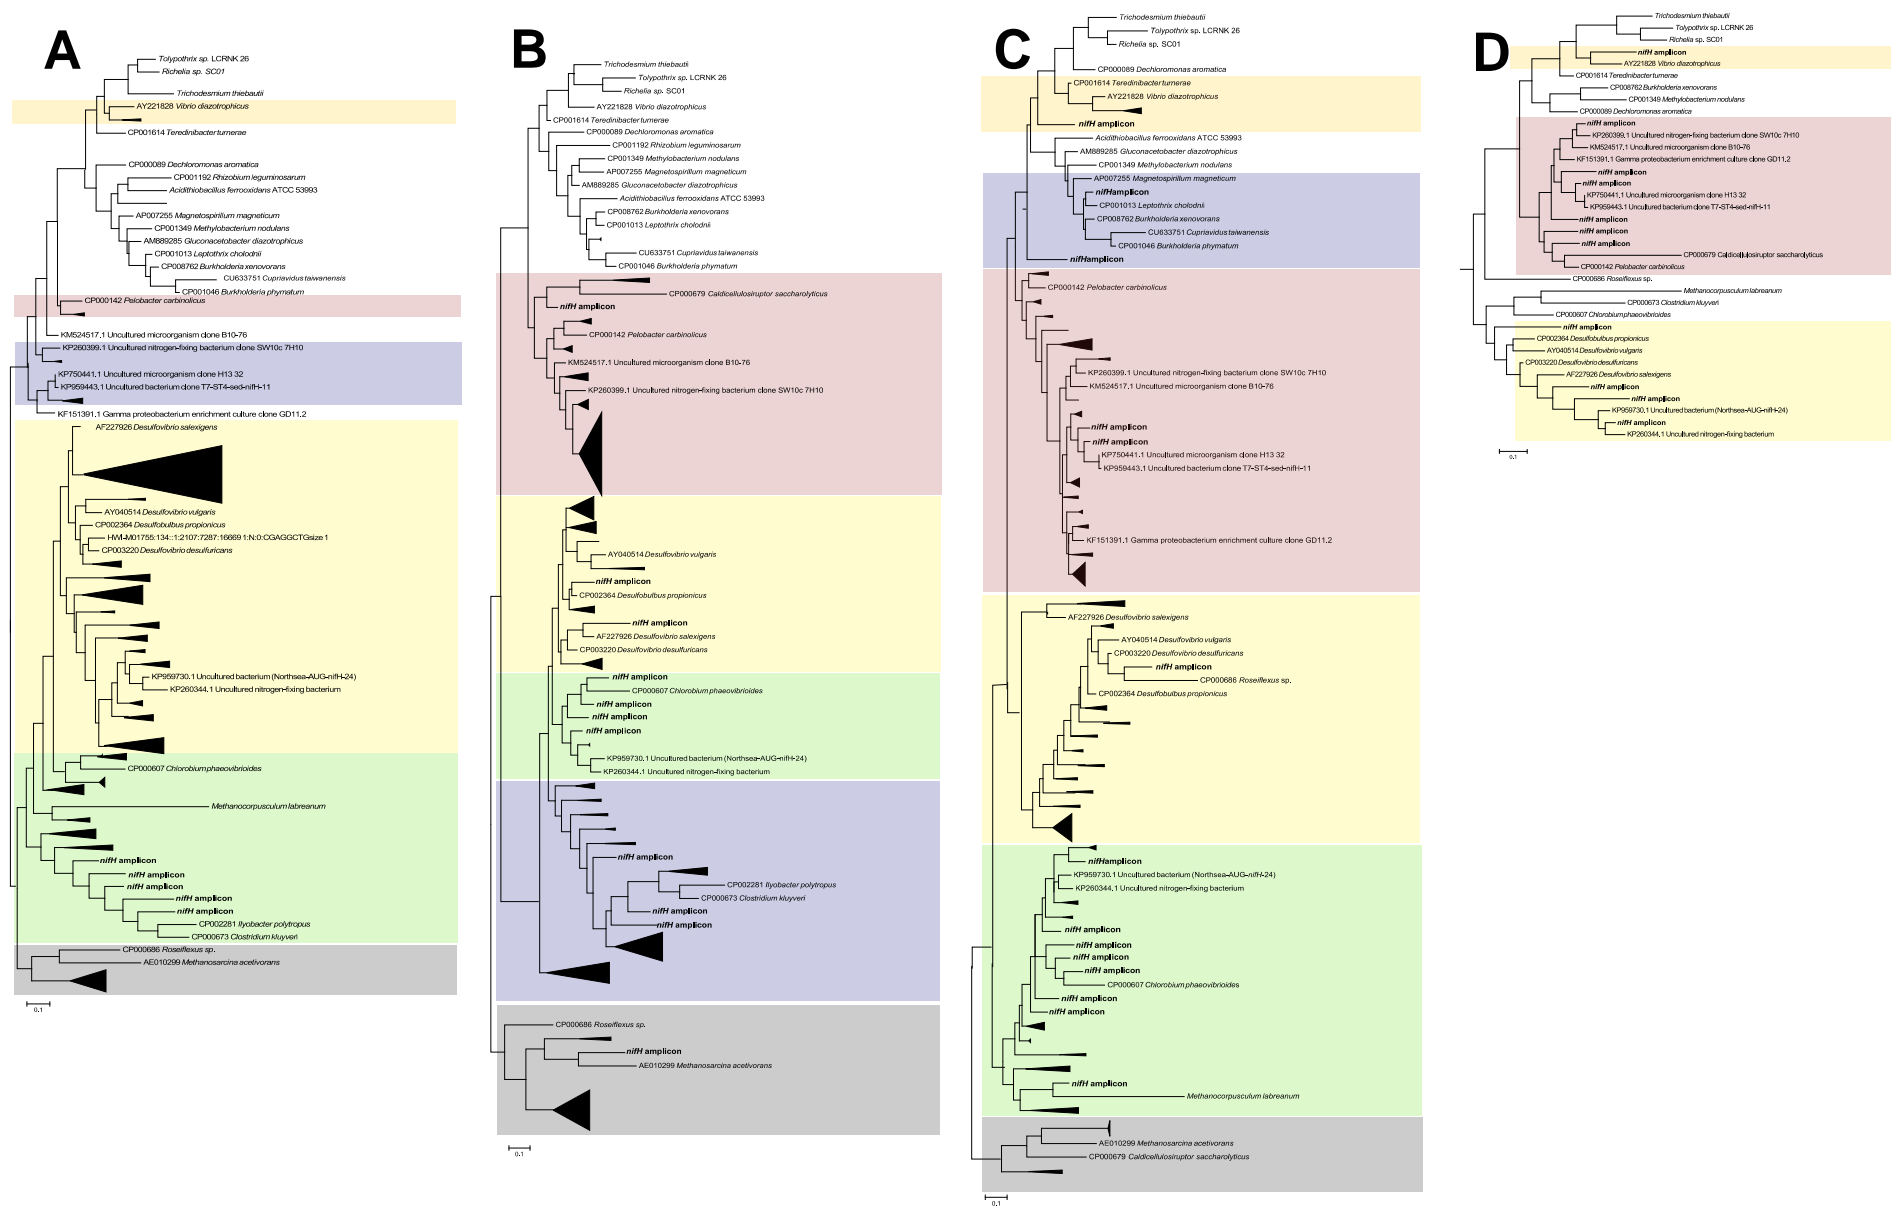 A
Tolypothrix sp. LCRNK 26
Richelia sp. SC01
Trichodesmium thiebautii
AY221828 Vibrio diazotrophicus
CP001614 Teredinibacter turnerae
CP000089 Dechloromonas aromatica
CP001192 Rhizobium leguminosarum
Acidithiobacillus ferrooxidans ATCC 53993
AP007255 Magnetospirillum magneticum
CP001349 Methylobacterium nodulans
AM889285 Gluconacetobacter diazotrophicus
CP001013 Leptothrix cholodnii
CP008762 Burkholderia xenovorans
CU633751 Cupriavidus taiwanensis
CP001046 Burkholderia phymatum
CP000142 Pelobacter carbinolicus
KM524517.1 Uncultured microorganism clone B10-76
KP260399.1 Uncultured nitrogen-fixing bacterium clone SW10c 7H10
KP750441.1 Uncultured microorganism clone H13 32
KP959443.1 Uncultured bacterium clone T7-ST4-sed-nifH-11
KF151391.1 Gamma proteobacterium enrichment culture clone GD11.2
AF227926 Desulfovibrio salexigens
AY040514 Desulfovibrio vulgaris
CP002364 Desulfobulbus propionicus
HWI-M01755:134::1:2107:7287:16669 1:N:0:CGAGGCTGsize 1
CP003220 Desulfovibrio desulfuricans
KP959730.1 Uncultured bacterium (Northsea-AUG-nifH-24)
KP260344.1 Uncultured nitrogen-fixing bacterium
CP000607 Chlorobium phaeovibrioides
Methanocorpusculum labreanum
nifH amplicon
nifH amplicon
nifH amplicon
nifH amplicon
nifH amplicon
CP002281 Ilyobacter polytropus
CP000673 Clostridium kluyveri
CP000686 Roseiflexus sp.
AE010299 Methanosarcina acetivorans
0.1
B
Trichodesmium thiebautii
Tolypothrix sp. LCRNK 26
Richelia sp. SC01
AY221828 Vibrio diazotrophicus
CP001614 Teredinibacter turnerae
CP000089 Dechloromonas aromatica
CP001192 Rhizobium leguminosarum
CP001349 Methylobacterium nodulans
AP007255 Magnetospirillum magneticum
AM889285 Gluconacetobacter diazotrophicus
Acidithiobacillus ferrooxidans ATCC 53993
CP008762 Burkholderia xenovorans
CP001013 Leptothrix cholodnii
CU633751 Cupriavidus taiwanensis
CP001046 Burkholderia phymatum
CP000679 Caldicellulosiruptor saccharolyticus
nifH amplicon
CP000142 Pelobacter carbinolicus
KM524517.1 Uncultured microorganism clone B10-76
KP260399.1 Uncultured nitrogen-fixing bacterium clone SW10c 7H10
AY040514 Desulfovibrio vulgaris
nifH amplicon
CP002364 Desulfobulbus propionicus
nifH amplicon
AF227926 Desulfovibrio salexigens
CP003220 Desulfovibrio desulfuricans
nifH amplicon
CP000607 Chlorobium phaeovibrioides
nifH amplicon
nifH amplicon
nifH amplicon
KP959730.1 Uncultured bacterium (Northsea-AUG-nifH-24)
KP260344.1 Uncultured nitrogen-fixing bacterium
nifH amplicon
CP002281 Ilyobacter polytropus
CP000673 Clostridium kluyveri
nifH amplicon
nifH amplicon
CP000686 Roseiflexus sp.
nifH amplicon
AE010299 Methanosarcina acetivorans
0.1
C
Trichodesmium thiebautii
Tolypothrix sp. LCRNK 26
Richelia sp. SC01
CP000089 Dechloromonas aromatica
CP001614 Teredinibacter turnerae
AY221828 Vibrio diazotrophicus
nifH amplicon
Acidithiobacillus ferrooxidans ATCC 53993
AM889285 Gluconacetobacter diazotrophicus
CP001349 Methylobacterium nodulans
AP007255 Magnetospirillum magneticum
nifH amplicon
CP001013 Leptothrix cholodnii
CP008762 Burkholderia xenovorans
CU633751 Cupriavidus taiwanensis
CP001046 Burkholderia phymatum
nifH amplicon
CP000142 Pelobacter carbinolicus
KP260399.1 Uncultured nitrogen-fixing bacterium clone SW10c 7H10
KM524517.1 Uncultured microorganism clone B10-76
nifH amplicon
nifH amplicon
KP750441.1 Uncultured microorganism clone H13 32
KP959443.1 Uncultured bacterium clone T7-ST4-sed-nifH-11
KF151391.1 Gamma proteobacterium enrichment culture clone GD11.2
AF227926 Desulfovibrio salexigens
AY040514 Desulfovibrio vulgaris
CP003220 Desulfovibrio desulfuricans
nifH amplicon
CP000686 Roseiflexus sp.
CP002364 Desulfobulbus propionicus
nifH amplicon
KP959730.1 Uncultured bacterium (Northsea-AUG-nifH-24)
KP260344.1 Uncultured nitrogen-fixing bacterium
nifH amplicon
nifH amplicon
nifH amplicon
nifH amplicon
CP000607 Chlorobium phaeovibrioides
nifH amplicon
nifH amplicon
nifH amplicon
Methanocorpusculum labreanum
AE010299 Methanosarcina acetivorans
CP000679 Caldicellulosiruptor saccharolyticus
0.1
D
Trichodesmium thiebautii
Tolypothrix sp. LCRNK 26
Richelia sp. SC01
nifH amplicon
AY221828 Vibrio diazotrophicus
CP001614 Teredinibacter turnerae
CP008762 Burkholderia xenovorans
CP001349 Methylobacterium nodulans
CP000089 Dechloromonas aromatica
nifH amplicon
KP260399.1 Uncultured nitrogen-fixing bacterium clone SW10c 7H10
KM524517.1 Uncultured microorganism clone B10-76
KF151391.1 Gamma proteobacterium enrichment culture clone GD11.2
nifH amplicon
nifH amplicon
KP750441.1 Uncultured microorganism clone H13 32
KP959443.1 Uncultured bacterium clone T7-ST4-sed-nifH-11
nifH amplicon
nifH amplicon
nifH amplicon
CP000679 Caldicellulosiruptor saccharolyticus
CP000142 Pelobacter carbinolicus
CP000686 Roseiflexus sp.
Methanocorpusculum labreanum
CP000673 Clostridium kluyveri
CP000607 Chlorobium phaeovibrioides
nifH amplicon
CP002364 Desulfobulbus propionicus
AY040514 Desulfovibrio vulgaris
CP003220 Desulfovibrio desulfuricans
AF227926 Desulfovibrio salexigens
nifH amplicon
nifH amplicon
KP959730.1 Uncultured bacterium (Northsea-AUG-nifH-24)
nifH amplicon
KP260344.1 Uncultured nitrogen-fixing bacterium
0.1